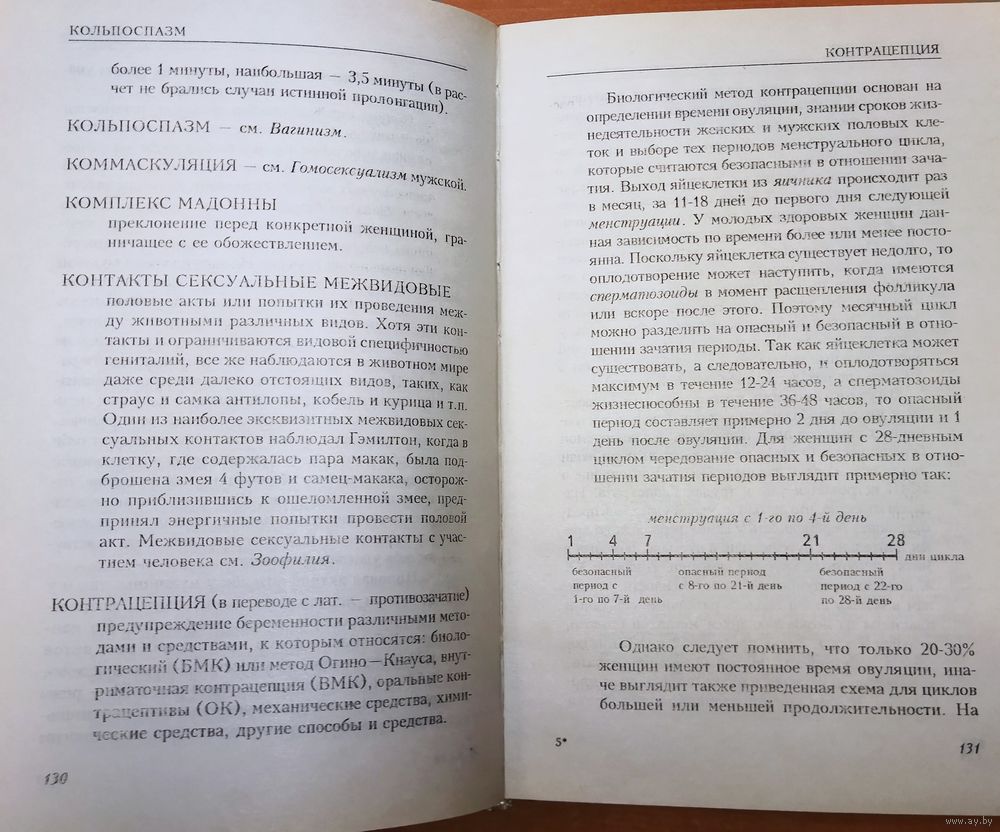 КОЛЬПОСПАЗМ
более 1 минуты, наибольшая — 3,5 минуты (в рас-
чет не брались случаи истинной пролонгации).
КОЛЬПОСПАЗМ — см. Вагинизм.
КОММАСКУЛЯЦИЯ — см. Гомосексуализм мужской.
КОМПЛЕКС МАДОННЫ
преклонение перед конкретной женщиной, гра-
ничащее с ее обожествлением.
КОНТАКТЫ СЕКСУАЛЬНЫЕ МЕЖВИДОВЫЕ
половые акты или попытки их проведения меж-
ду животными различных видов. Хотя эти кон-
такты и ограничиваются видовой специфичностью
гениталий, все же наблюдаются в животном мире
даже среди далеко отстоящих видов, таких, как
страус и самка антилопы, кобель и курица и т.п.
Один из наиболее эксквизитных межвидовых сек-
суальных контактов наблюдал Гэмилтон, когда в
клетку, где содержалась пара макак, была под-
брошена змея 4 футов и самец-макака, осторож-
но приблизившись к ошеломленной змее, пред-
принял энергичные попытки провести половой
акт. Межвидовые сексуальные контакты с учас-
тием человека см. Зоофилия.
КОНТРАЦЕПЦИЯ (в переводе с лат. — противозачатие)
предупреждение беременности различными мето-
дами и средствами, к которым относятся: биоло-
гический (БМК) или метод Огино—Кнауса, внут-
риматочная контрацепция (ВМК), оральные кон-
трацептивы (ОК), механические средства, хими-
ческие средства, другие способы и средства.
130
КОНТРАЦЕПЦИЯ
Биологический метод контрацепции основан на
определении времени овуляции, знании сроков жиз-
недеятельности женских и мужских половых кле-
ток и выборе тех периодов менструального цикла,
которые считаются безопасными в отношении зача-
тия. Выход яйцеклетки из яичника происходит раз
в месяц, за 11-18 дней до первого дня следующей
менструации. У молодых здоровых женщин дан-
ная зависимость по времени более или менее посто-
янна. Поскольку яйцеклетка существует недолго, то
оплодотворение может наступить, когда имеются
сперматозоиды в момент расщепления фолликула
или вскоре после этого. Поэтому месячный цикл
можно разделить на опасный и безопасный в отно-
шении зачатия периоды. Так как яйцеклетка может
существовать, а следовательно, и оплодотворяться
максимум в течение 12-24 часов, а сперматозоиды
жизнеспособны в течение 36-48 часов, то опасный
период составляет примерно 2 дня до овуляции и 1
день после овуляции. Для женщин с 28-дневным
циклом чередование опасных и безопасных в отно-
шении зачатия периодов выглядит примерно так:
менструация с 1-го по 4-й день
1 4 7 21 28
дни цикла
безопасный опасный период безопасный
период с с 8-го по 21-й день период с 22-го
1-го по 7-й день по 28-й день
Однако следует помнить, что только 20-30%
женщин имеют постоянное время овуляции, ина-
че выглядит также приведенная схема для циклов
большей или меньшей продолжительности. На
5*
131
www.ay.by